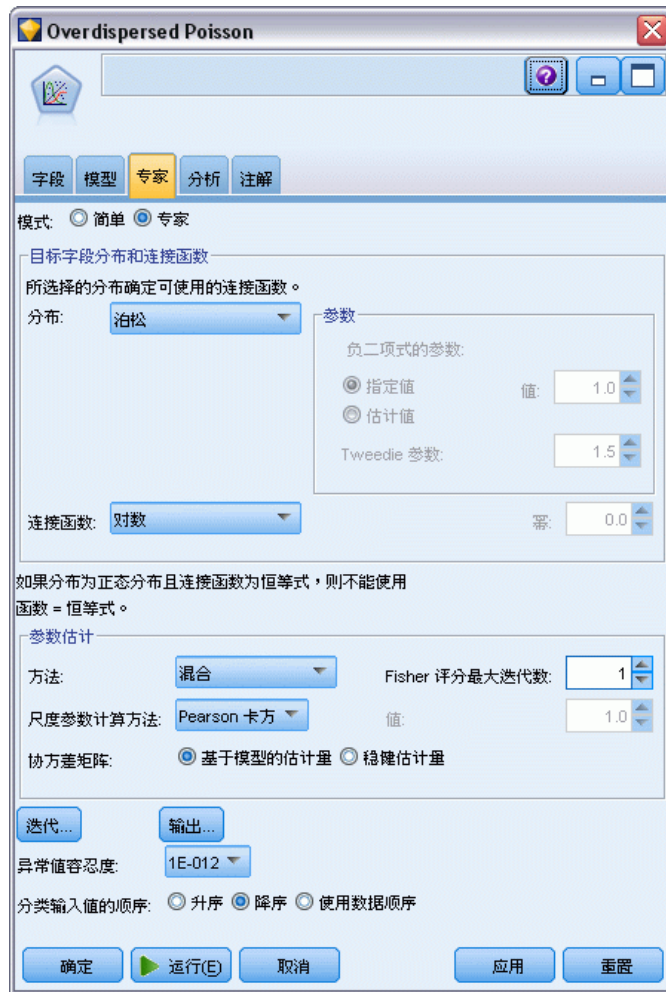 Overdispersed Poisson
字段 模型 专家 分析 注解
模式: 简单 专家
目标字段分布和连接函数
所选择的分布确定可使用的连接函数。
分布: 泊松
参数
负二项式的参数:
指定值 值: 1.0
估计值
Tweedie 参数: 1.5
连接函数: 对数 幂: 0.0
如果分布为正态分布且连接函数为恒等式，则不能使用
函数 = 恒等式。
参数估计
方法: 混合 Fisher 评分最大迭代数: 1
尺度参数计算方法: Pearson 卡方 值: 1.0
协方差矩阵: 基于模型的估计量 稳键估计量
迭代... 输出...
异常值容忍度: 1E-012
分类输入值的顺序: 升序 降序 使用数据顺序
确定 运行(E) 取消 应用 重置